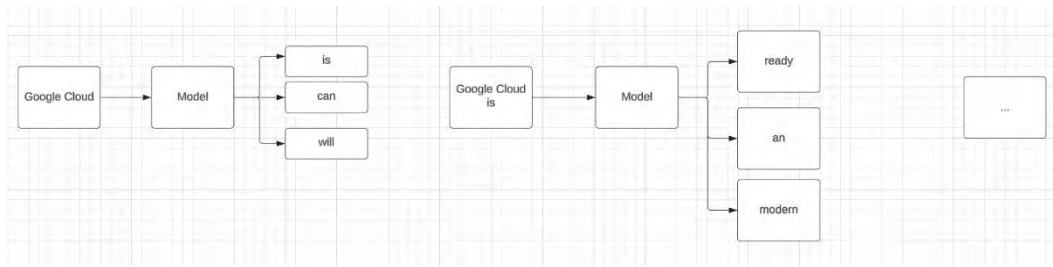 Google Cloud
Model
is
can
will
Google Cloud
is
Model
ready
an
modern
...